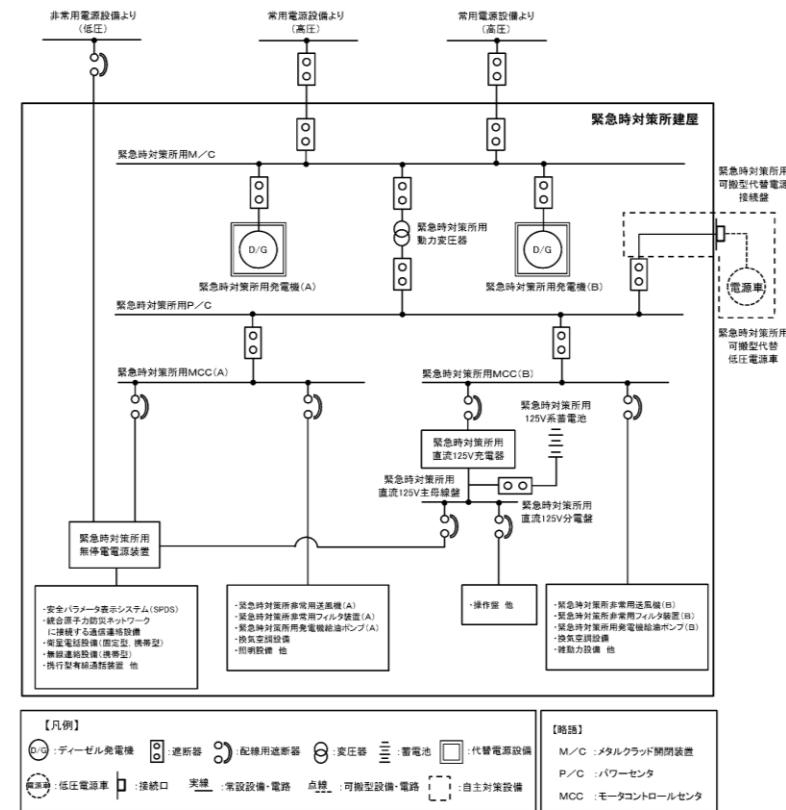 非常用電源設備より
(低圧)
常用電源設備より
(高圧)
常用電源設備より
(高圧)
緊急時対策所建屋
緊急時対策所用M/C
緊急時対策所用
可搬型代替電源
接続盤
D/G
緊急時対策所用
動力変圧器
D/G
電源車
緊急時対策所用発電機(A)
緊急時対策所用発電機(B)
緊急時対策所用P/C
緊急時対策所用
可搬型代替
低圧電源車
緊急時対策所用MCC(A)
緊急時対策所用MCC(B)
緊急時対策所用
125V系蓄電池
緊急時対策所用
直流125V充電器
緊急時対策所用
直流125V主母線盤
緊急時対策所用
直流125V分電盤
緊急時対策所用
無停電電源装置
・安全パラメータ表示システム(SPDS)
・統合原子力防災ネットワーク
に接続する通信連絡設備
・衛星電話設備(固定型, 携帯型)
・無線連絡設備(携帯型)
・携行型有線通話装置 他
・緊急時対策所非常用送風機(A)
・緊急時対策所非常用フィルタ装置(A)
・緊急時対策所用発電機給油ポンプ(A)
・換気空調設備
・照明設備 他
・操作盤 他
・緊急時対策所非常用送風機(B)
・緊急時対策所非常用フィルタ装置(B)
・緊急時対策所用発電機給油ポンプ(B)
・換気空調設備
・雑動力設備 他
【凡例】
D/G :ディーゼル発電機 :遮断器 :配線用遮断器 :変圧器 :蓄電池 :代替電源設備
電源車 :低圧電源車 :接続口 実線 :常設設備・電路 点線 :可搬型設備・電路 :自主対策設備
【略語】
M/C :メタルクラッド開閉装置
P/C :パワーセンタ
MCC :モータコントロールセンタ